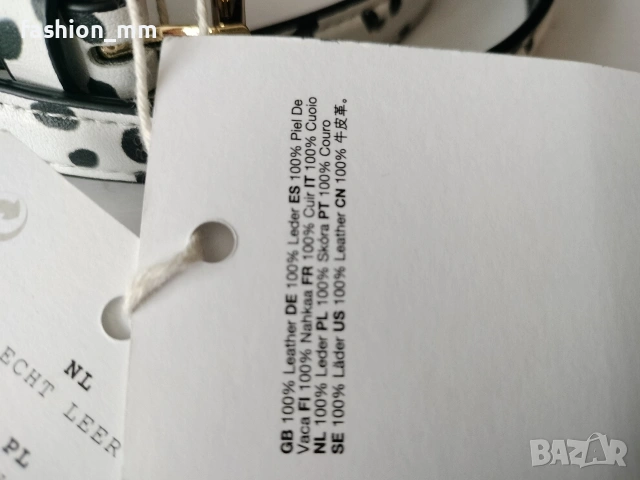 fashion_mm
GB 100% Leather DE 100% Leder ES 100% Piel De
Vaca FI 100% Nahkaa FR 100% Cuir IT 100% Cuoio
NL 100% Leder PL 100% Skóra PT 100% Couro
SE 100% Läder US 100% Leather CN 100% 牛皮革。
NL
ECHT LEER
PL
BAZAR